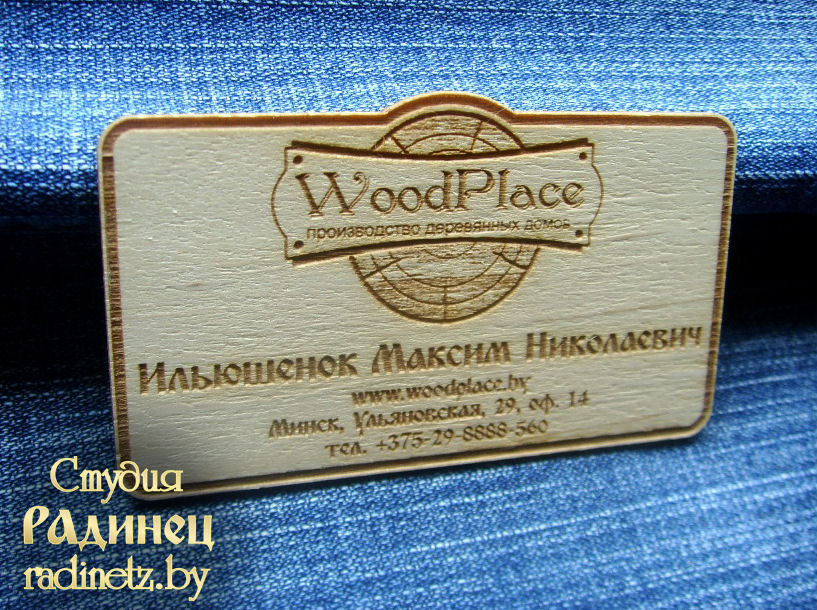 WoodPlace
производство деревянных домов
Ильюшенок Максим Николаевич
www.woodplace.by
Минск, Ульяновская, 29, оф. 14
тел. +375-29-8888-560
Студия
РАДИНЕЦ
radinetz.by